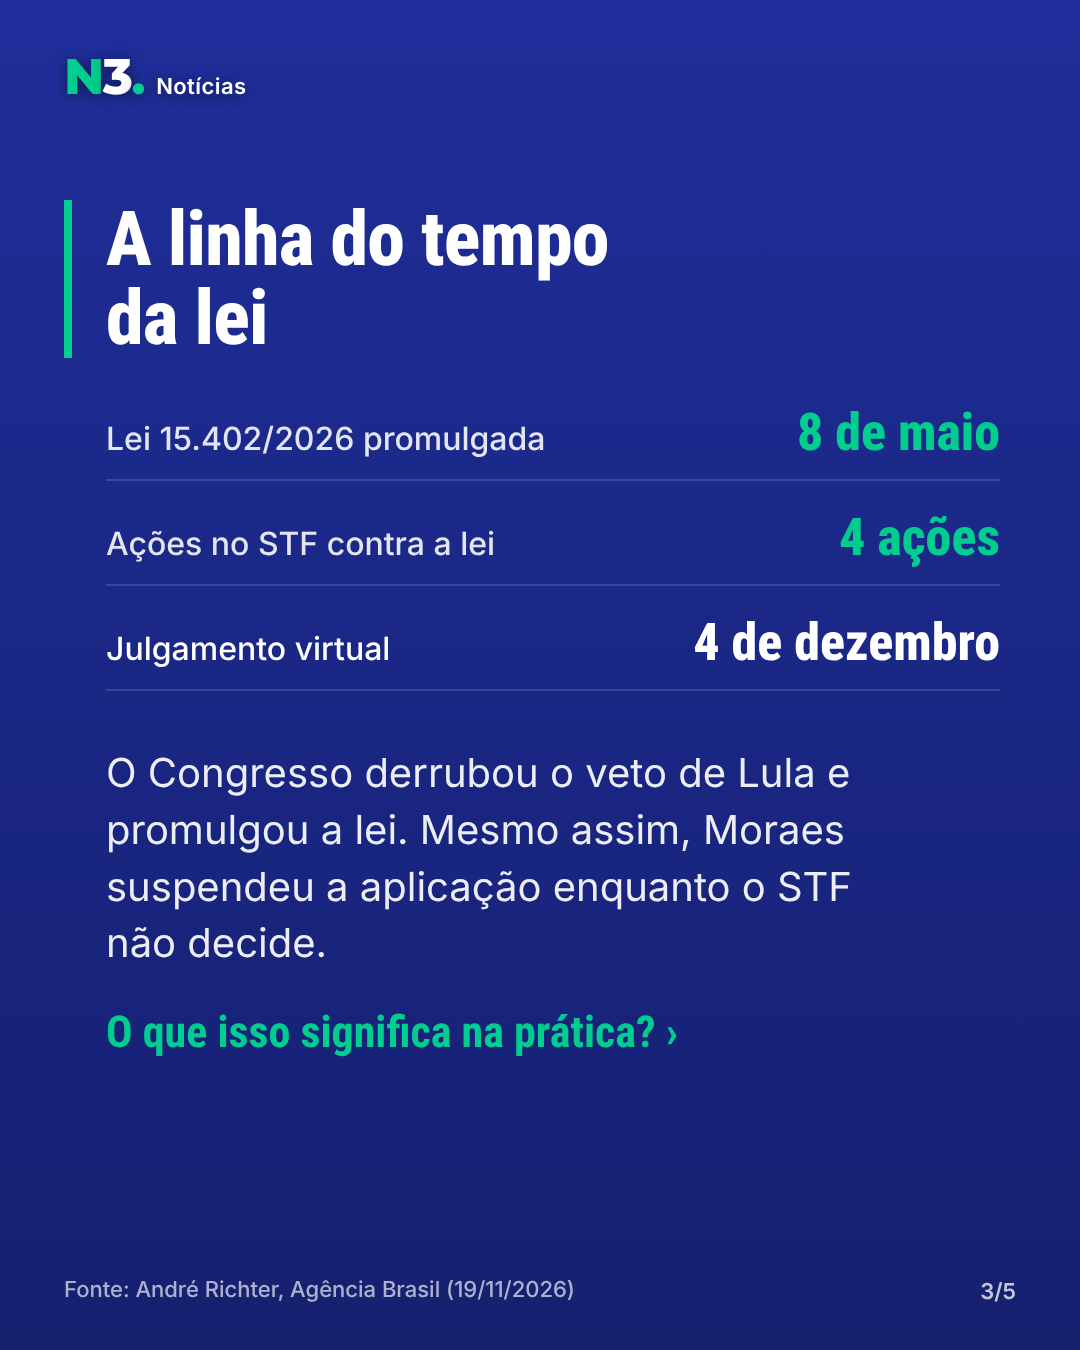 N3. Notícias
A linha do tempo
da lei
Lei 15.402/2026 promulgada 8 de maio
Ações no STF contra a lei 4 ações
Julgamento virtual 4 de dezembro
O Congresso derrubou o veto de Lula e
promulgou a lei. Mesmo assim, Moraes
suspendeu a aplicação enquanto o STF
não decide.
O que isso significa na prática? ›
Fonte: André Richter, Agência Brasil (19/11/2026) 3/5